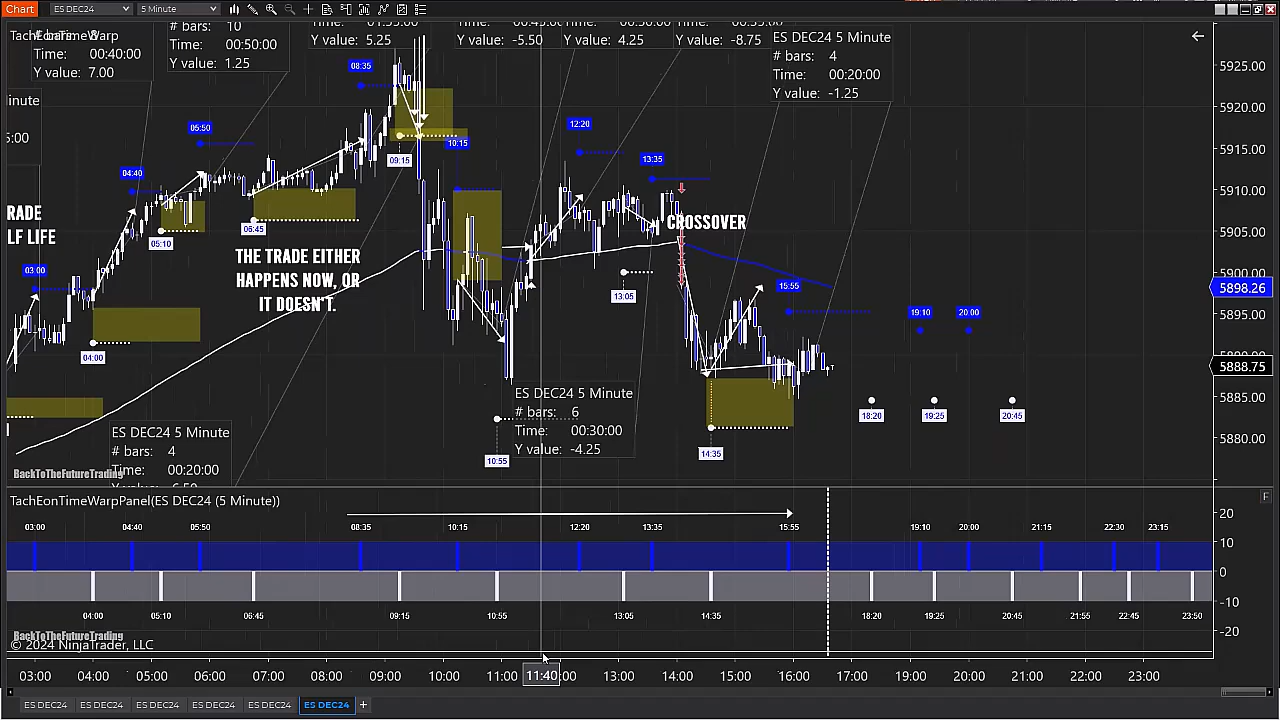 Chart
ES DEC24
5 Minute
TachEonTimeWarp
Time: 00:40:00
Y value: 7.00
10
Time: 00:50:00
Y value: 1.25
Y value: 5.25
Y value: -5.50
Y value: 4.25
Y value: -8.75
ES DEC24 5 Minute
# bars: 4
Time: 00:20:00
Y value: -1.25
inute
5:00
5925.00
5920.00
5915.00
5910.00
5905.00
5900.00
5898.26
5895.00
5888.75
5885.00
5880.00
08:35
05:50
04:40
03:00
10:15
12:20
13:35
15:55
19:10
20:00
09:15
06:45
05:10
04:00
10:55
13:05
14:35
18:20
19:25
20:45
RADE
LF LIFE
THE TRADE EITHER
HAPPENS NOW, OR
IT DOESN'T.
CROSSOVER
ES DEC24 5 Minute
# bars: 6
Time: 00:30:00
Y value: -4.25
ES DEC24 5 Minute
# bars: 4
Time: 00:20:00
BackToTheFutureTrading
TachEonTimeWarpPanel(ES DEC24 (5 Minute))
F
03:00 04:40 05:50 08:35 10:15 12:20 13:35 15:55 19:10 20:00 21:15 22:30 23:15
04:00 05:10 06:45 09:15 10:55 13:05 14:35 18:20 19:25 20:45 21:55 22:45 23:50
20
10
0
-10
-20
BackToTheFutureTrading
© 2024 NinjaTrader, LLC
03:00 04:00 05:00 06:00 07:00 08:00 09:00 10:00 11:00 11:40 :00 13:00 14:00 15:00 16:00 17:00 18:00 19:00 20:00 21:00 22:00 23:00
ES DEC24 ES DEC24 ES DEC24 ES DEC24 ES DEC24 ES DEC24 +